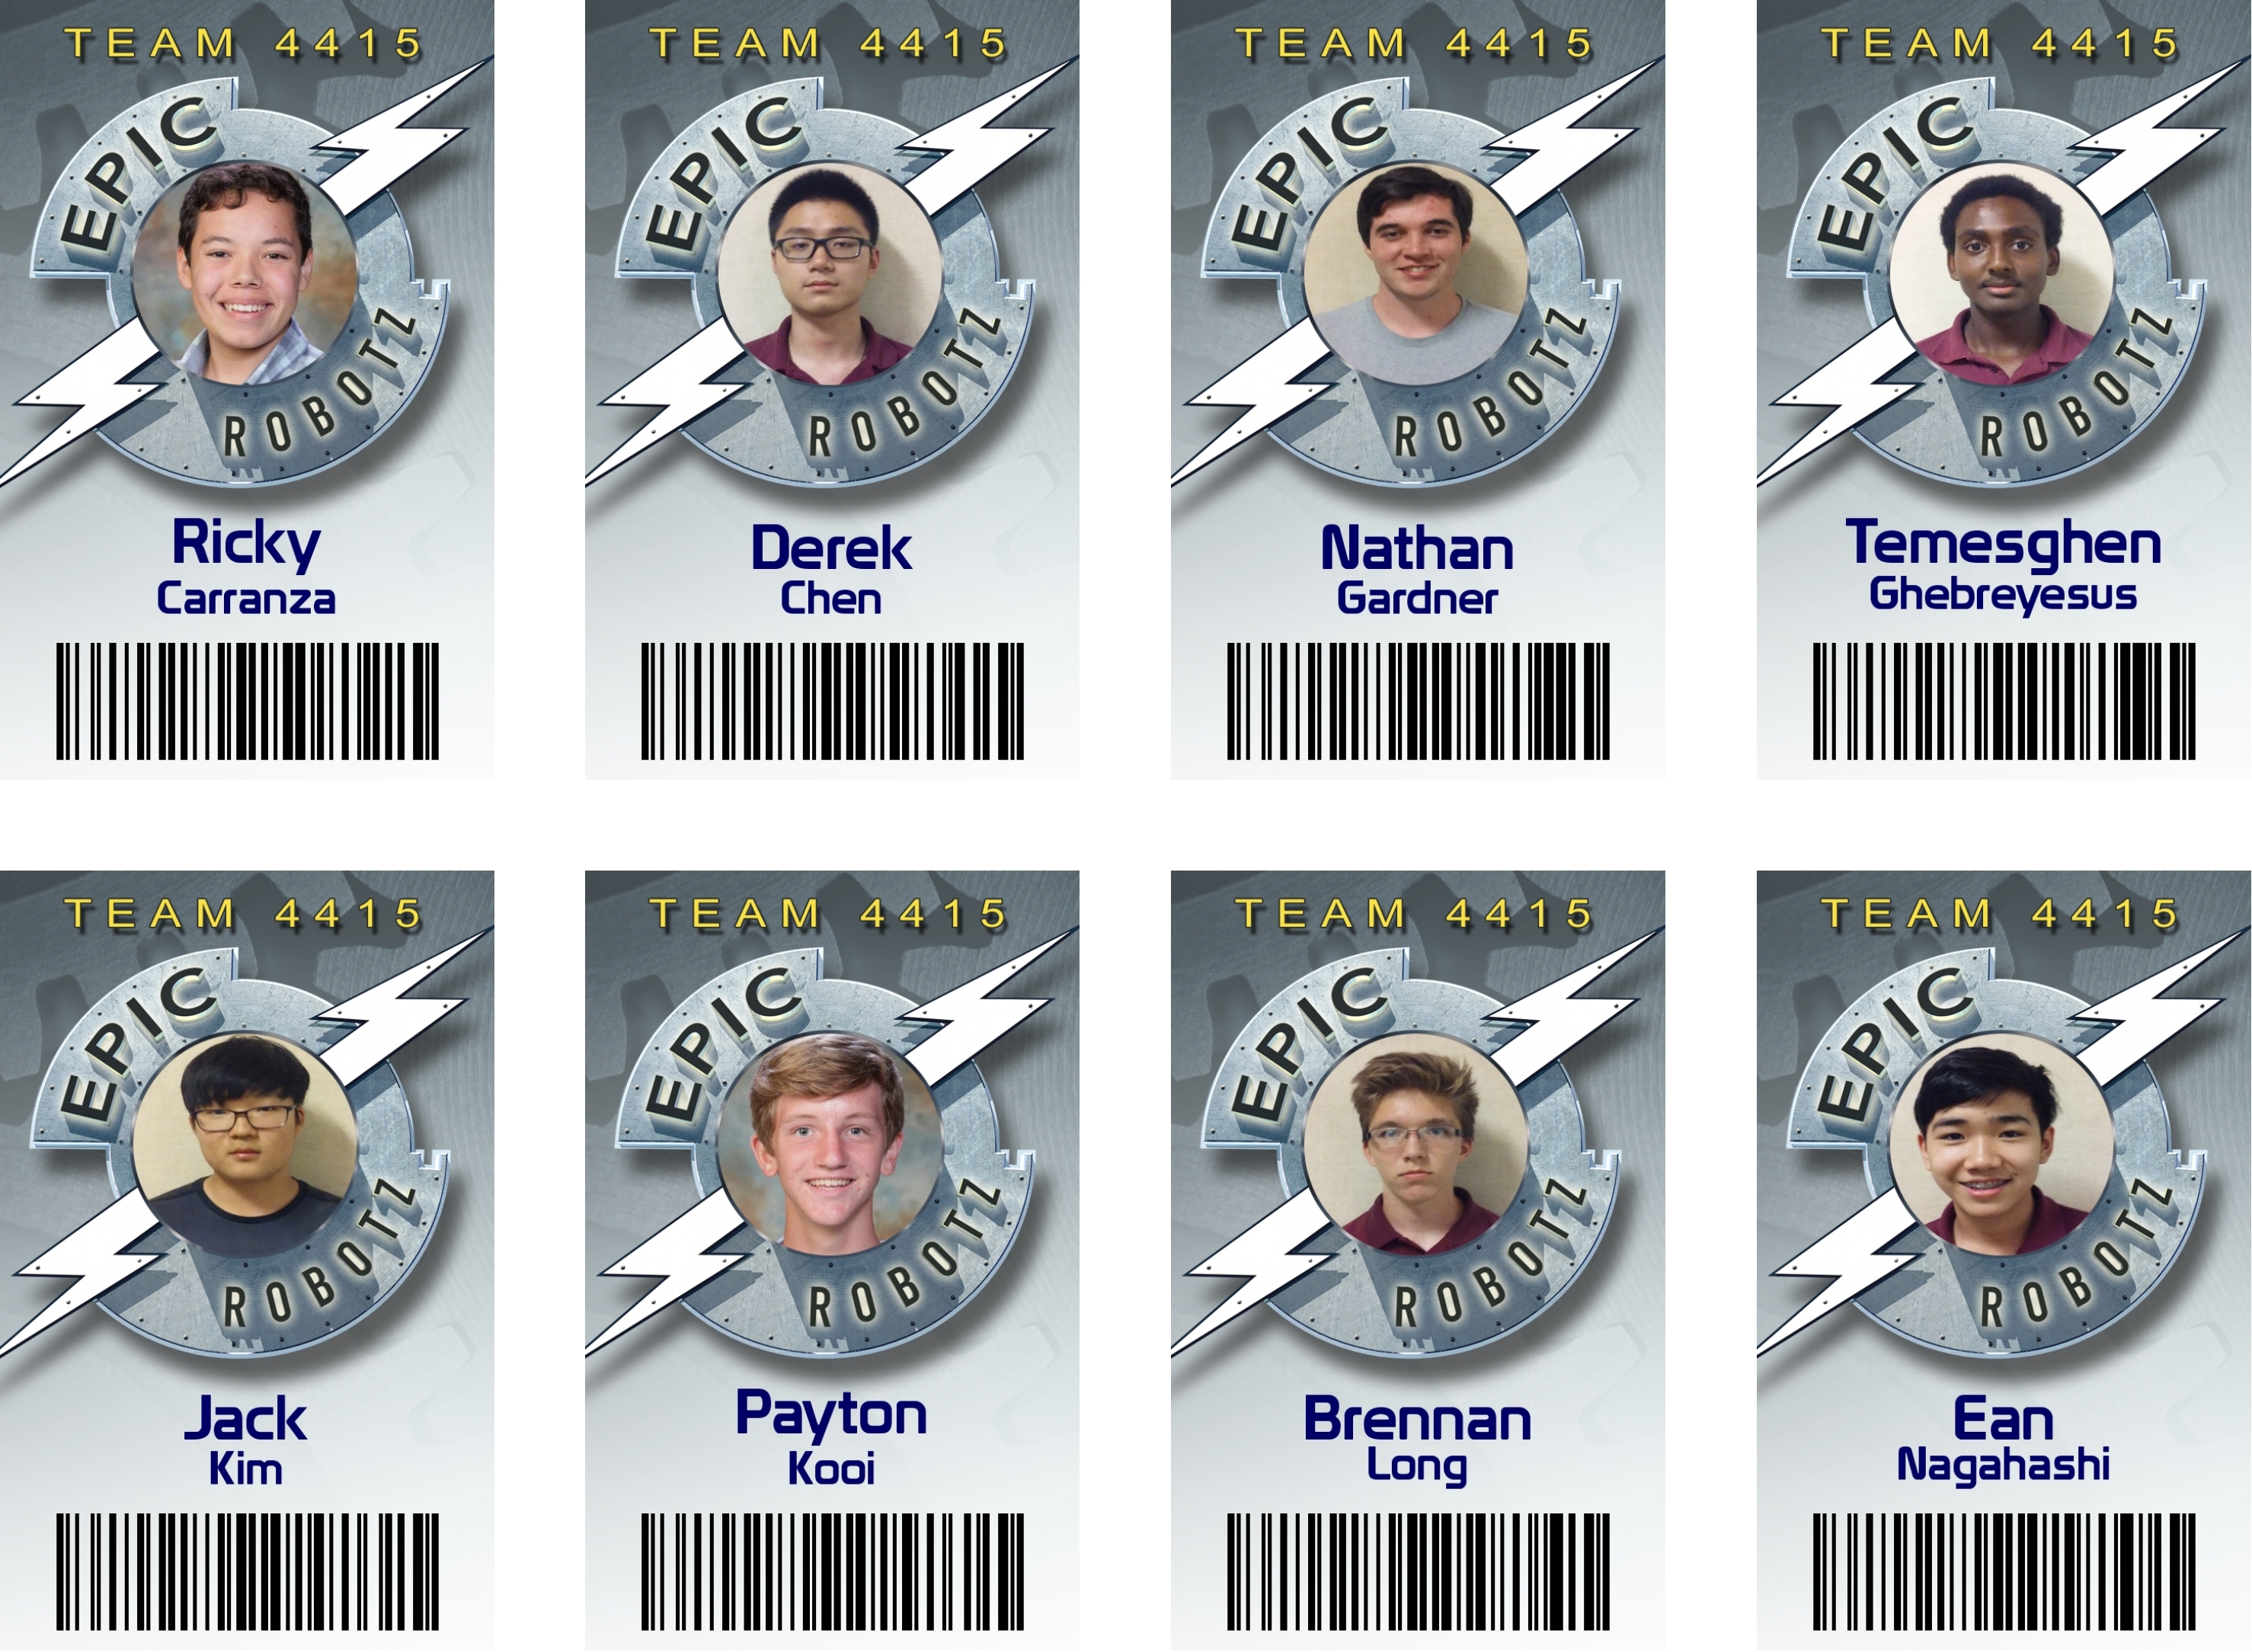 TEAM 4415
EPIC
ROBOTZ
Ricky
Carranza
TEAM 4415
EPIC
ROBOTZ
Derek
Chen
TEAM 4415
EPIC
ROBOTZ
Nathan
Gardner
TEAM 4415
EPIC
ROBOTZ
Temesghen
Ghebreyesus
TEAM 4415
EPIC
ROBOTZ
Jack
Kim
TEAM 4415
EPIC
ROBOTZ
Payton
Kooi
TEAM 4415
EPIC
ROBOTZ
Brennan
Long
TEAM 4415
EPIC
ROBOTZ
Ean
Nagahashi